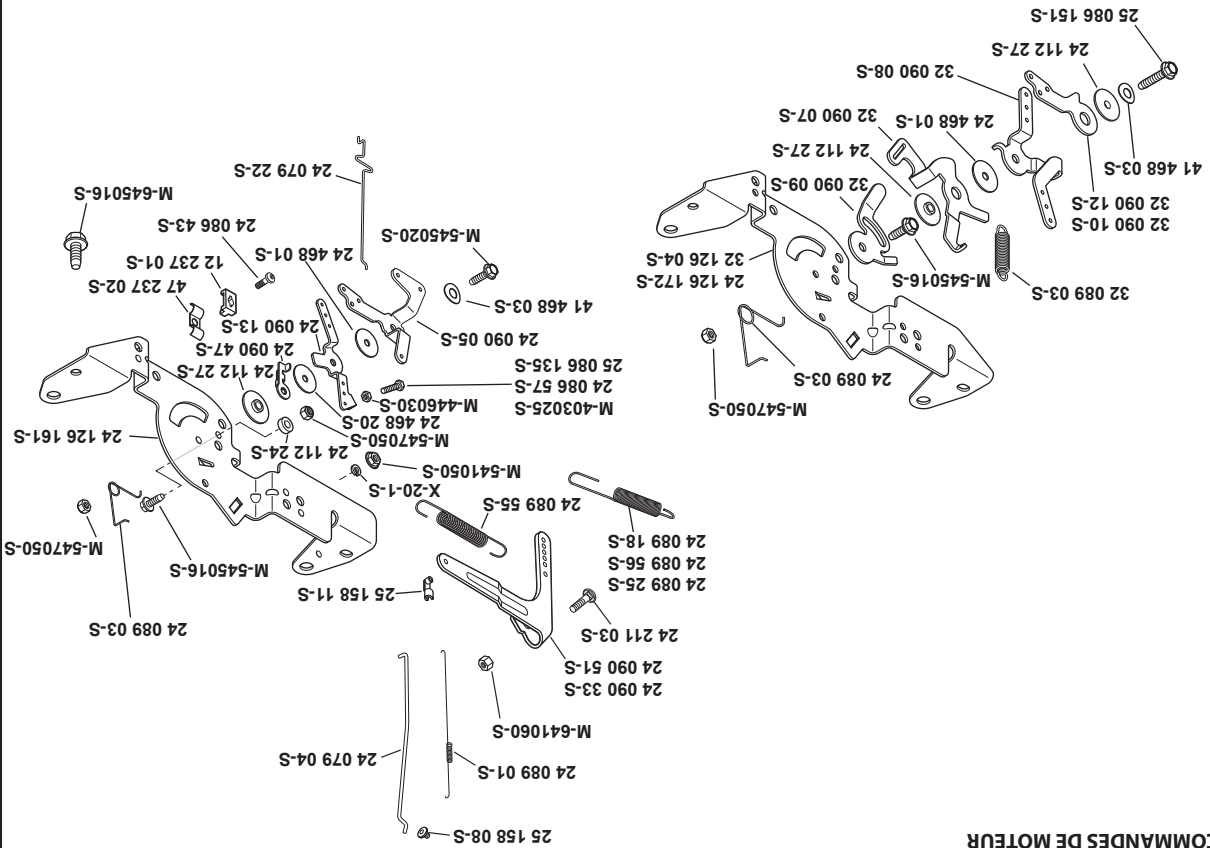 COMMANDES DE MOTEUR
25 158 08-S
24 089 01-S
24 079 04-S
M-641060-S
24 090 33-S
24 090 51-S
24 211 03-S
24 089 03-S
25 158 11-S
24 089 25-S
24 089 56-S
24 089 18-S
M-545016-S
M-547050-S
24 089 55-S
X-20-1-S
M-541050-S
24 112 24-S
M-547050-S
24 468 20-S
M-446030-S
24 126 161-S
M-403025-S
24 086 57-S
25 086 135-S
24 112 27-S
24 090 47-S
24 090 13-S
24 090 05-S
41 468 03-S
47 237 02-S
12 237 01-S
24 468 01-S
24 086 43-S
M-545020-S
M-645016-S
24 079 22-S
M-547050-S
24 089 03-S
32 089 03-S
M-545016-S
24 126 172-S
32 126 04-S
32 090 10-S
32 090 12-S
32 090 09-S
41 468 03-S
24 112 27-S
24 468 01-S
32 090 07-S
32 090 08-S
24 112 27-S
25 086 151-S